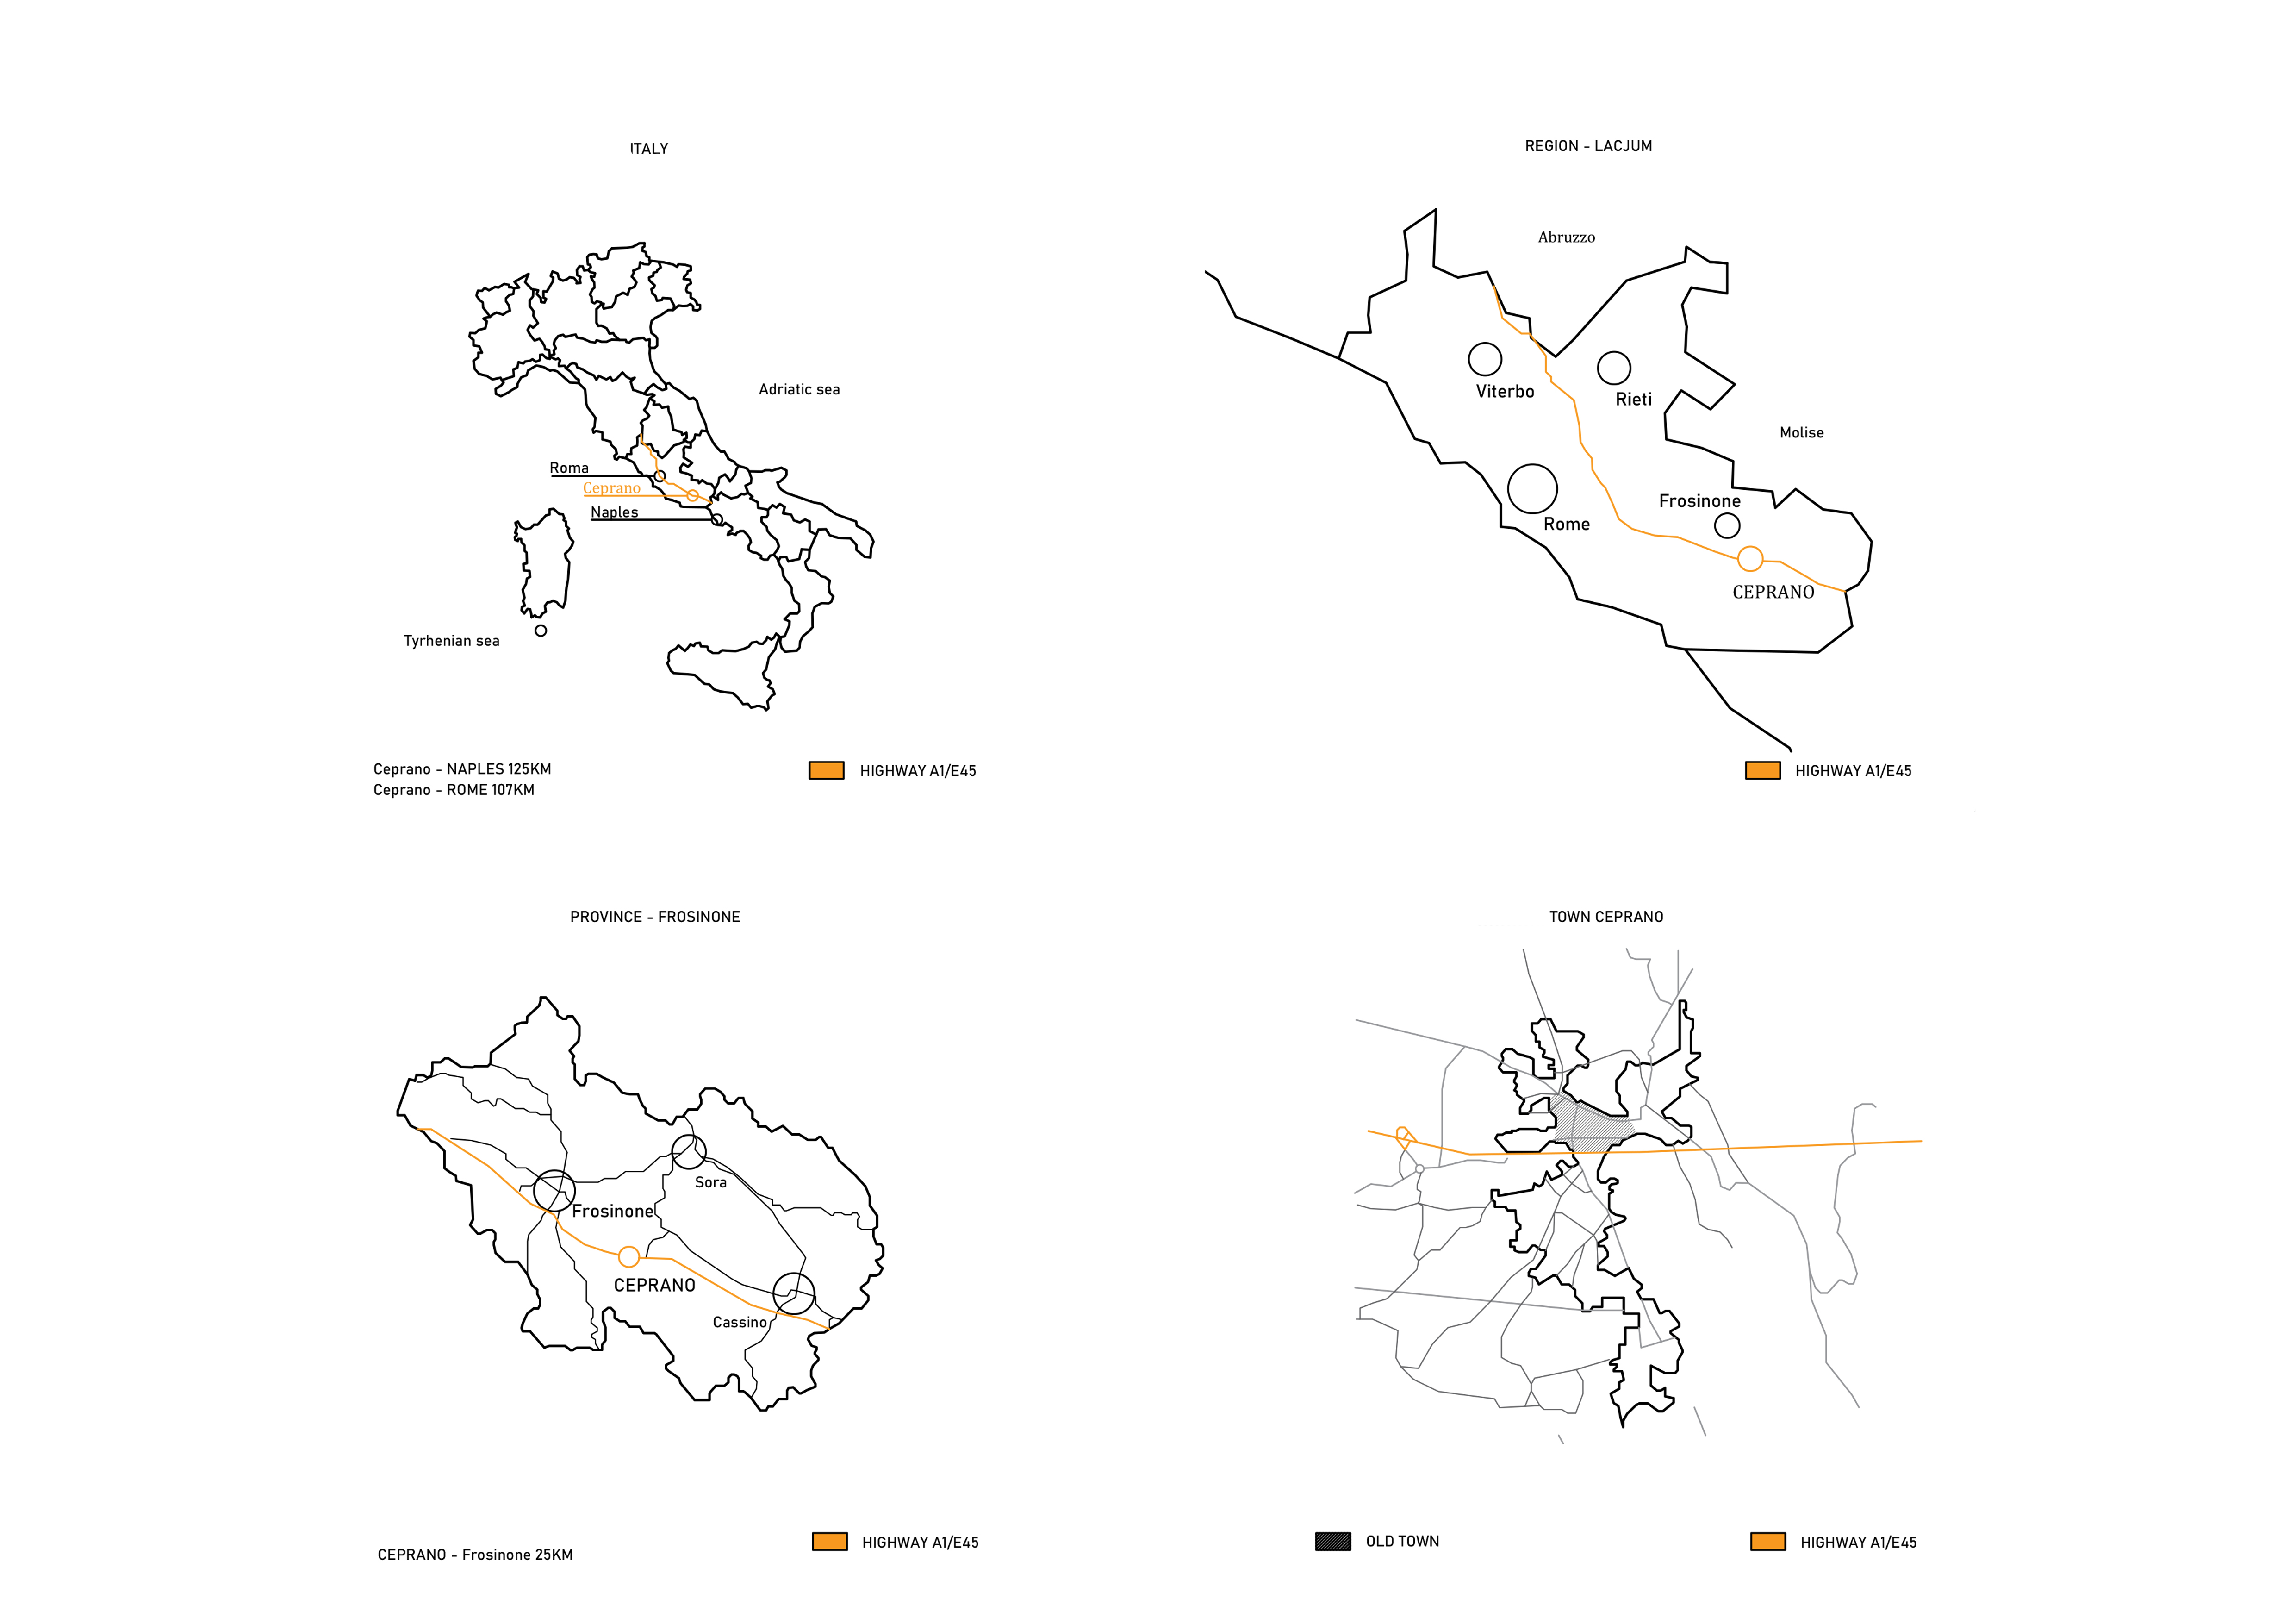 ITALY
Adriatic sea
Roma
Ceprano
Naples
Tyrhenian sea
Ceprano - NAPLES 125KM
Ceprano - ROME 107KM
HIGHWAY A1/E45
REGION - LACJUM
Abruzzo
Viterbo
Rieti
Molise
Frosinone
Rome
CEPRANO
HIGHWAY A1/E45
PROVINCE - FROSINONE
Sora
Frosinone
CEPRANO
Cassino
CEPRANO - Frosinone 25KM
HIGHWAY A1/E45
TOWN CEPRANO
OLD TOWN
HIGHWAY A1/E45